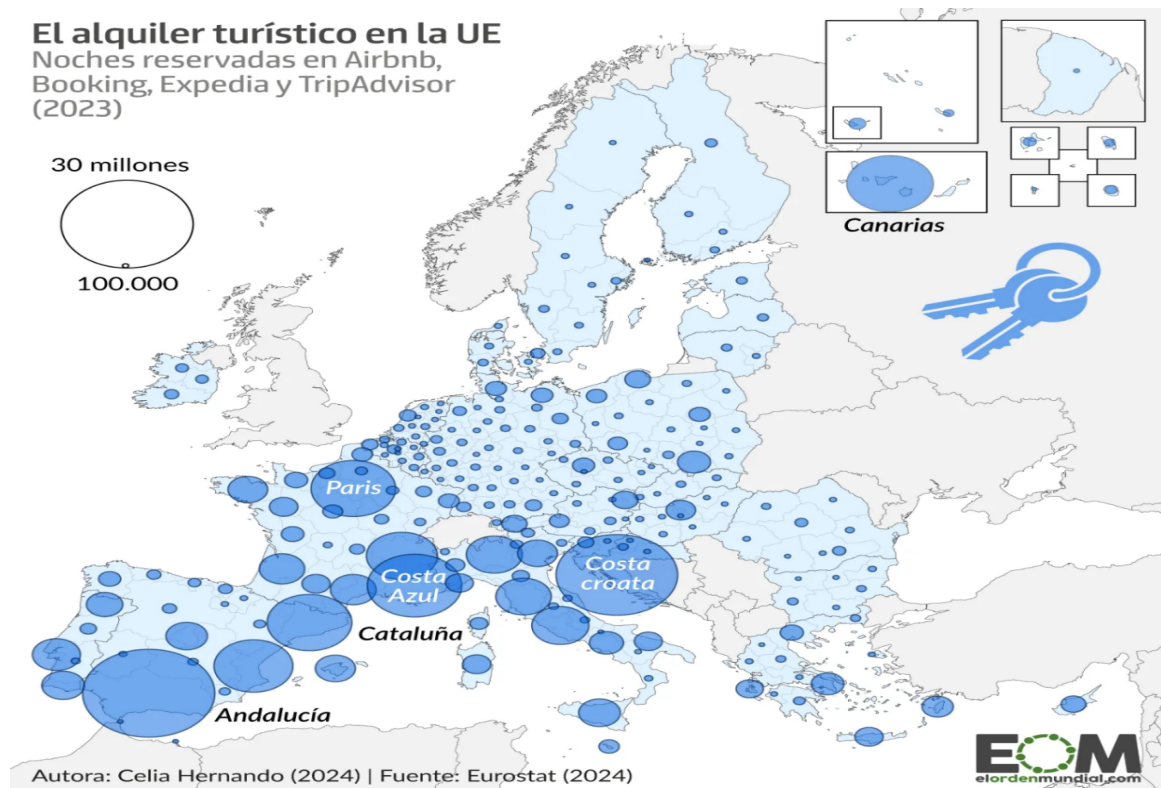 El alquiler turístico en la UE
Noches reservadas en Airbnb,
Booking, Expedia y TripAdvisor
(2023)
30 millones
100.000
Canarias
Paris
Costa
Azul
Costa
croata
Cataluña
Andalucía
EOM
elordenmundial.com
Autora: Celia Hernando (2024) | Fuente: Eurostat (2024)